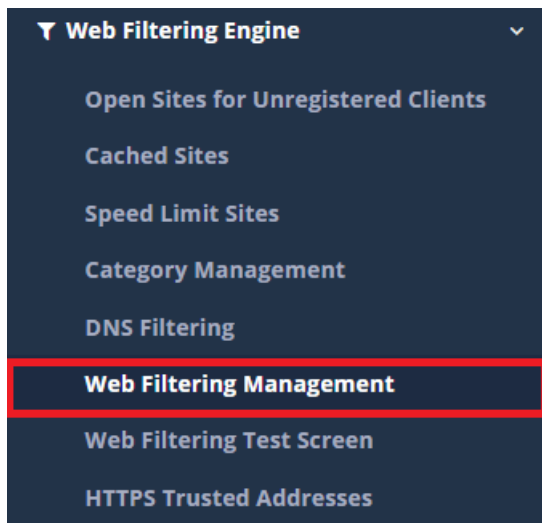 Web Filtering Engine
Open Sites for Unregistered Clients
Cached Sites
Speed Limit Sites
Category Management
DNS Filtering
Web Filtering Management
Web Filtering Test Screen
HTTPS Trusted Addresses